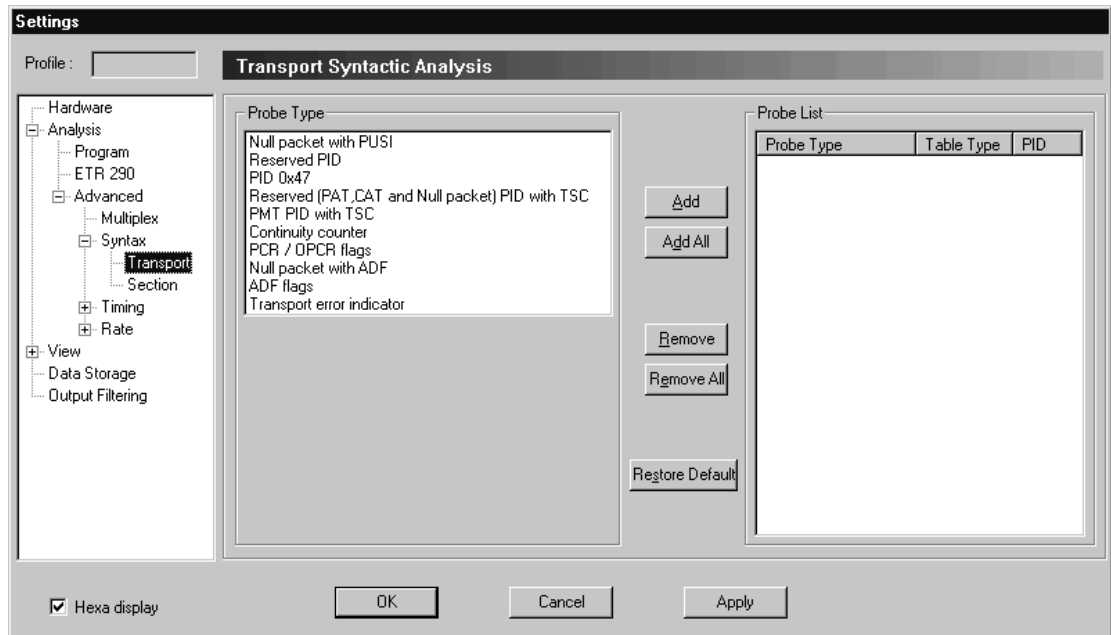 Settings
Profile :
Transport Syntactic Analysis
Hardware
Analysis
Program
ETR 290
Advanced
Multiplex
Syntax
Transport
Section
Timing
Rate
View
Data Storage
Output Filtering
Probe Type
Null packet with PUSI
Reserved PID
PID 0x47
Reserved (PAT,CAT and Null packet) PID with TSC
PMT PID with TSC
Continuity counter
PCR / OPCR flags
Null packet with ADF
ADF flags
Transport error indicator
Add
Add All
Remove
Remove All
Restore Default
Probe List
Probe Type Table Type PID
Hexa display
OK
Cancel
Apply